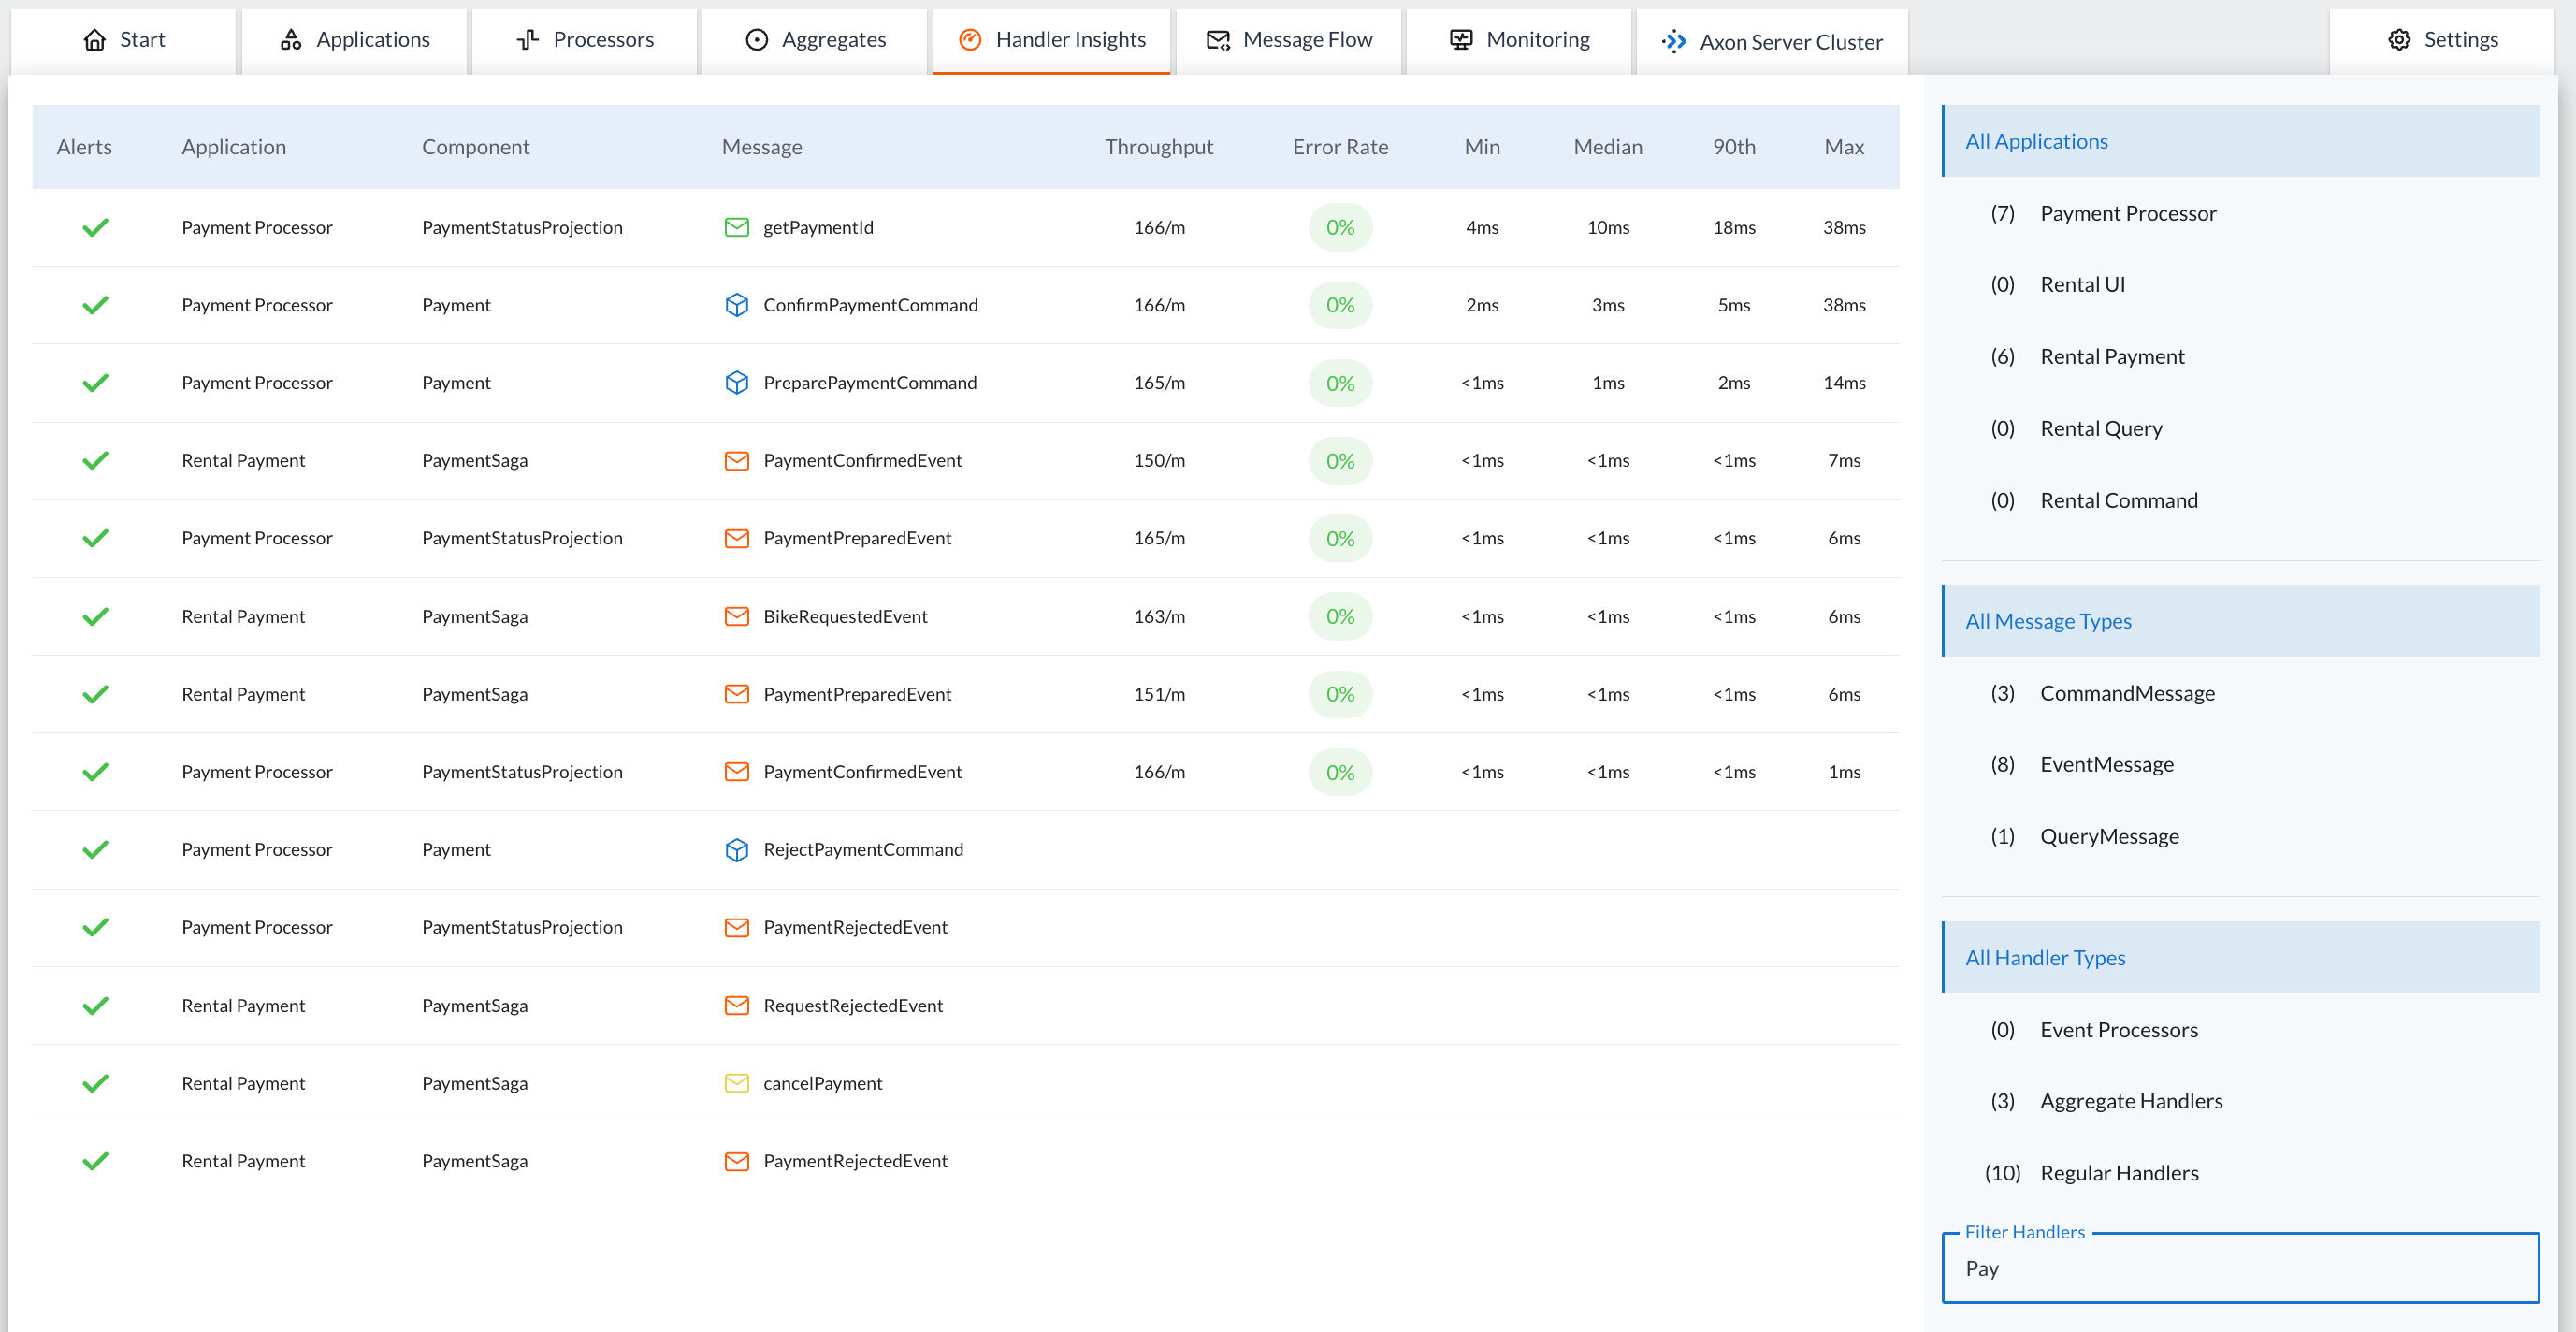 Start Applications Processors Aggregates Handler Insights Message Flow Monitoring Axon Server Cluster Settings
Alerts Application Component Message Throughput Error Rate Min Median 90th Max
Payment Processor PaymentStatusProjection getPaymentId 166/m 0% 4ms 10ms 18ms 38ms
Payment Processor Payment ConfirmPaymentCommand 166/m 0% 2ms 3ms 5ms 38ms
Payment Processor Payment PreparePaymentCommand 165/m 0% <1ms 1ms 2ms 14ms
Rental Payment PaymentSaga PaymentConfirmedEvent 150/m 0% <1ms <1ms <1ms 7ms
Payment Processor PaymentStatusProjection PaymentPreparedEvent 165/m 0% <1ms <1ms <1ms 6ms
Rental Payment PaymentSaga BikeRequestedEvent 163/m 0% <1ms <1ms <1ms 6ms
Rental Payment PaymentSaga PaymentPreparedEvent 151/m 0% <1ms <1ms <1ms 6ms
Payment Processor PaymentStatusProjection PaymentConfirmedEvent 166/m 0% <1ms <1ms <1ms 1ms
Payment Processor Payment RejectPaymentCommand
Payment Processor PaymentStatusProjection PaymentRejectedEvent
Rental Payment PaymentSaga RequestRejectedEvent
Rental Payment PaymentSaga cancelPayment
Rental Payment PaymentSaga PaymentRejectedEvent
All Applications
(7) Payment Processor
(0) Rental UI
(6) Rental Payment
(0) Rental Query
(0) Rental Command
All Message Types
(3) CommandMessage
(8) EventMessage
(1) QueryMessage
All Handler Types
(0) Event Processors
(3) Aggregate Handlers
(10) Regular Handlers
Filter Handlers
Pay